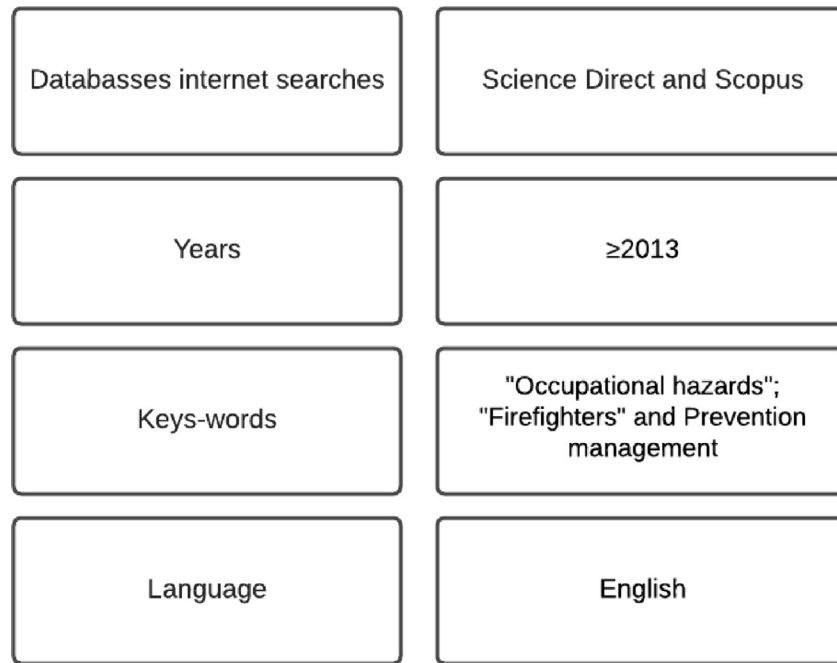 Databasses internet searches
Science Direct and Scopus
Years
≥2013
Keys-words
"Occupational hazards";
"Firefighters" and Prevention
management
Language
English